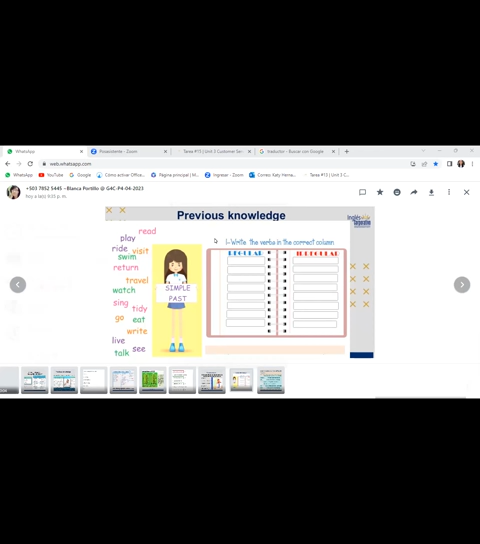 WhatsApp
Posasistente - Zoom
Tarea #15 | Unit 3 Customer Ser
traductor - Buscar con Google
web.whatsapp.com
WhatsApp
YouTube
Google
Cómo activar Office...
Página principal | M...
Ingresar - Zoom
Correo: Katy Herna...
Tarea #15 | Unit 3 C...
+503 7852 5445 ~Blanca Portillo @ G4C-P4-04-2023
Previous knowledge
read
play
ride
visit
swim
return
travel
watch
sing
tidy
go
eat
write
live
see
talk
SIMPLE
PAST
1- Write the verbs in the correct column
REGULAR
IRREGULAR